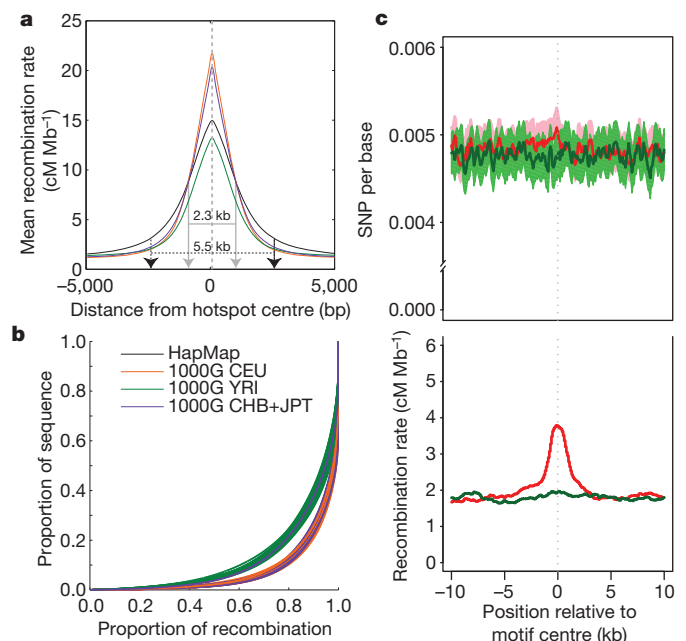 a
Mean recombination rate
(cM Mb⁻¹)
25
20
15
10
5
0
2.3 kb
5.5 kb
−5,000
0
5,000
Distance from hotspot centre (bp)
b
Proportion of sequence
1.0
0.8
0.6
0.4
0.2
0.0
HapMap
1000G CEU
1000G YRI
1000G CHB+JPT
0.0
0.2
0.4
0.6
0.8
1.0
Proportion of recombination
c
SNP per base
0.006
0.005
0.004
0.000
Recombination rate (cM Mb⁻¹)
6
5
4
3
2
1
0
−10
−5
0
5
10
Position relative to
motif centre (kb)